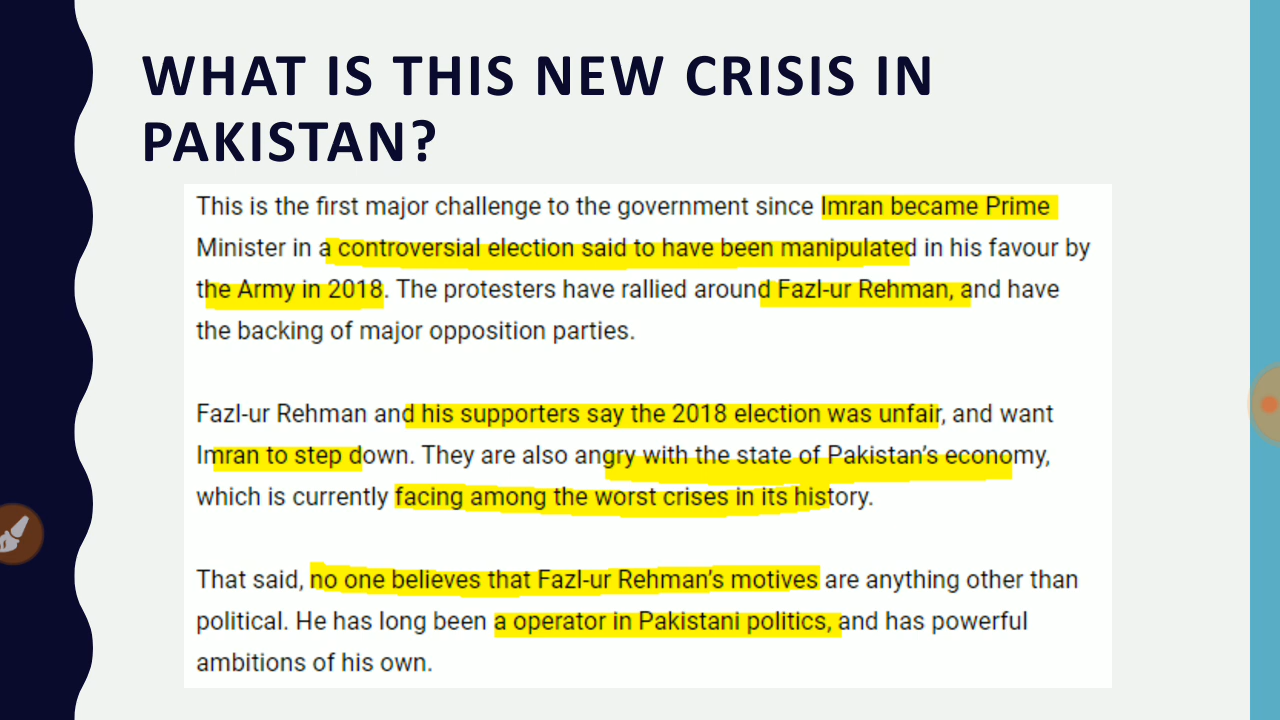 WHAT IS THIS NEW CRISIS IN
PAKISTAN?
This is the first major challenge to the government since Imran became Prime
Minister in a controversial election said to have been manipulated in his favour by
the Army in 2018. The protesters have rallied around Fazl-ur Rehman, and have
the backing of major opposition parties.
Fazl-ur Rehman and his supporters say the 2018 election was unfair, and want
Imran to step down. They are also angry with the state of Pakistan’s economy,
which is currently facing among the worst crises in its history.
That said, no one believes that Fazl-ur Rehman’s motives are anything other than
political. He has long been a operator in Pakistani politics, and has powerful
ambitions of his own.